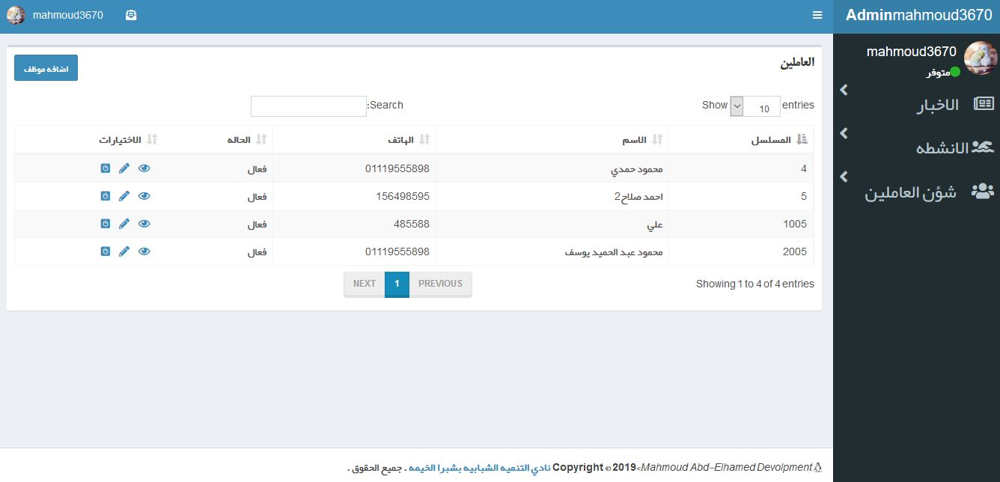 Adminmahmoud3670
mahmoud3670
mahmoud3670
متوفر
الاخبار
الانشطه
شؤن العاملين
العاملين
اضافه موظف
Show 10 entries
Search:
المسلسل الاسم الهاتف الحاله الاختيارات
4 محمود حمدي 01119555898 فعال
5 احمد صلاح2 156498595 فعال
1005 علي 485588 فعال
2005 محمود عبد الحميد يوسف 01119555898 فعال
Showing 1 to 4 of 4 entries
PREVIOUS 1 NEXT
Mahmoud Abd-Elhamed Devolpment> Copyright © 2019 نادي التنميه الشبابيه بشبرا الخيمه . جميع الحقوق .